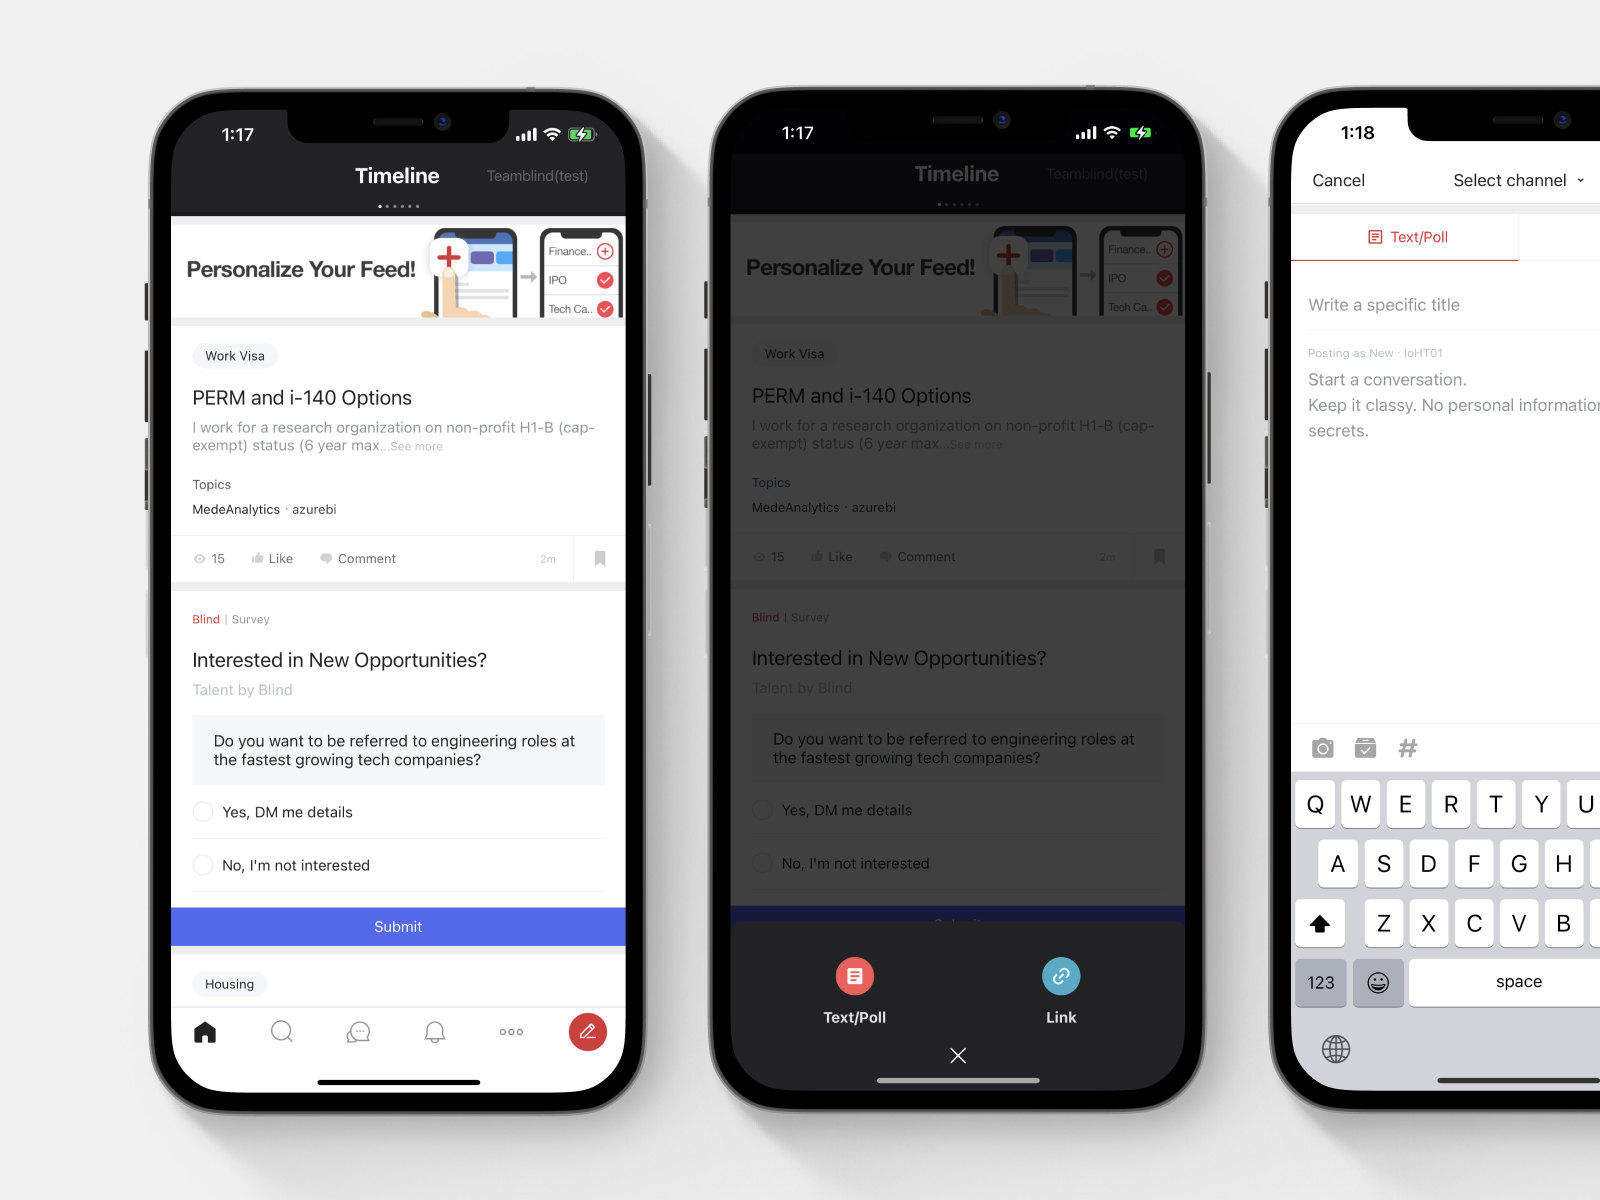 1:17
Timeline
Teamblind(test)
Personalize Your Feed!
Finance..
IPO
Tech Ca..
Work Visa
PERM and i-140 Options
I work for a research organization on non-profit H1-B (cap-
exempt) status (6 year max...See more
Topics
MedeAnalytics · azurebi
15 Like Comment 2m
Blind | Survey
Interested in New Opportunities?
Talent by Blind
Do you want to be referred to engineering roles at
the fastest growing tech companies?
Yes, DM me details
No, I'm not interested
Submit
Housing
1:17
Timeline
Teamblind(test)
Personalize Your Feed!
Finance..
IPO
Tech Ca..
Work Visa
PERM and i-140 Options
I work for a research organization on non-profit H1-B (cap-
exempt) status (6 year max...See more
Topics
MedeAnalytics · azurebi
15 Like Comment 2m
Blind | Survey
Interested in New Opportunities?
Talent by Blind
Do you want to be referred to engineering roles at
the fastest growing tech companies?
Yes, DM me details
No, I'm not interested
Text/Poll
Link
1:18
Cancel
Select channel
Text/Poll
Write a specific title
Posting as New · IoHT01
Start a conversation.
Keep it classy. No personal
secrets.
#
Q W E R T Y U
A S D F G H
Z X C V B
123 space